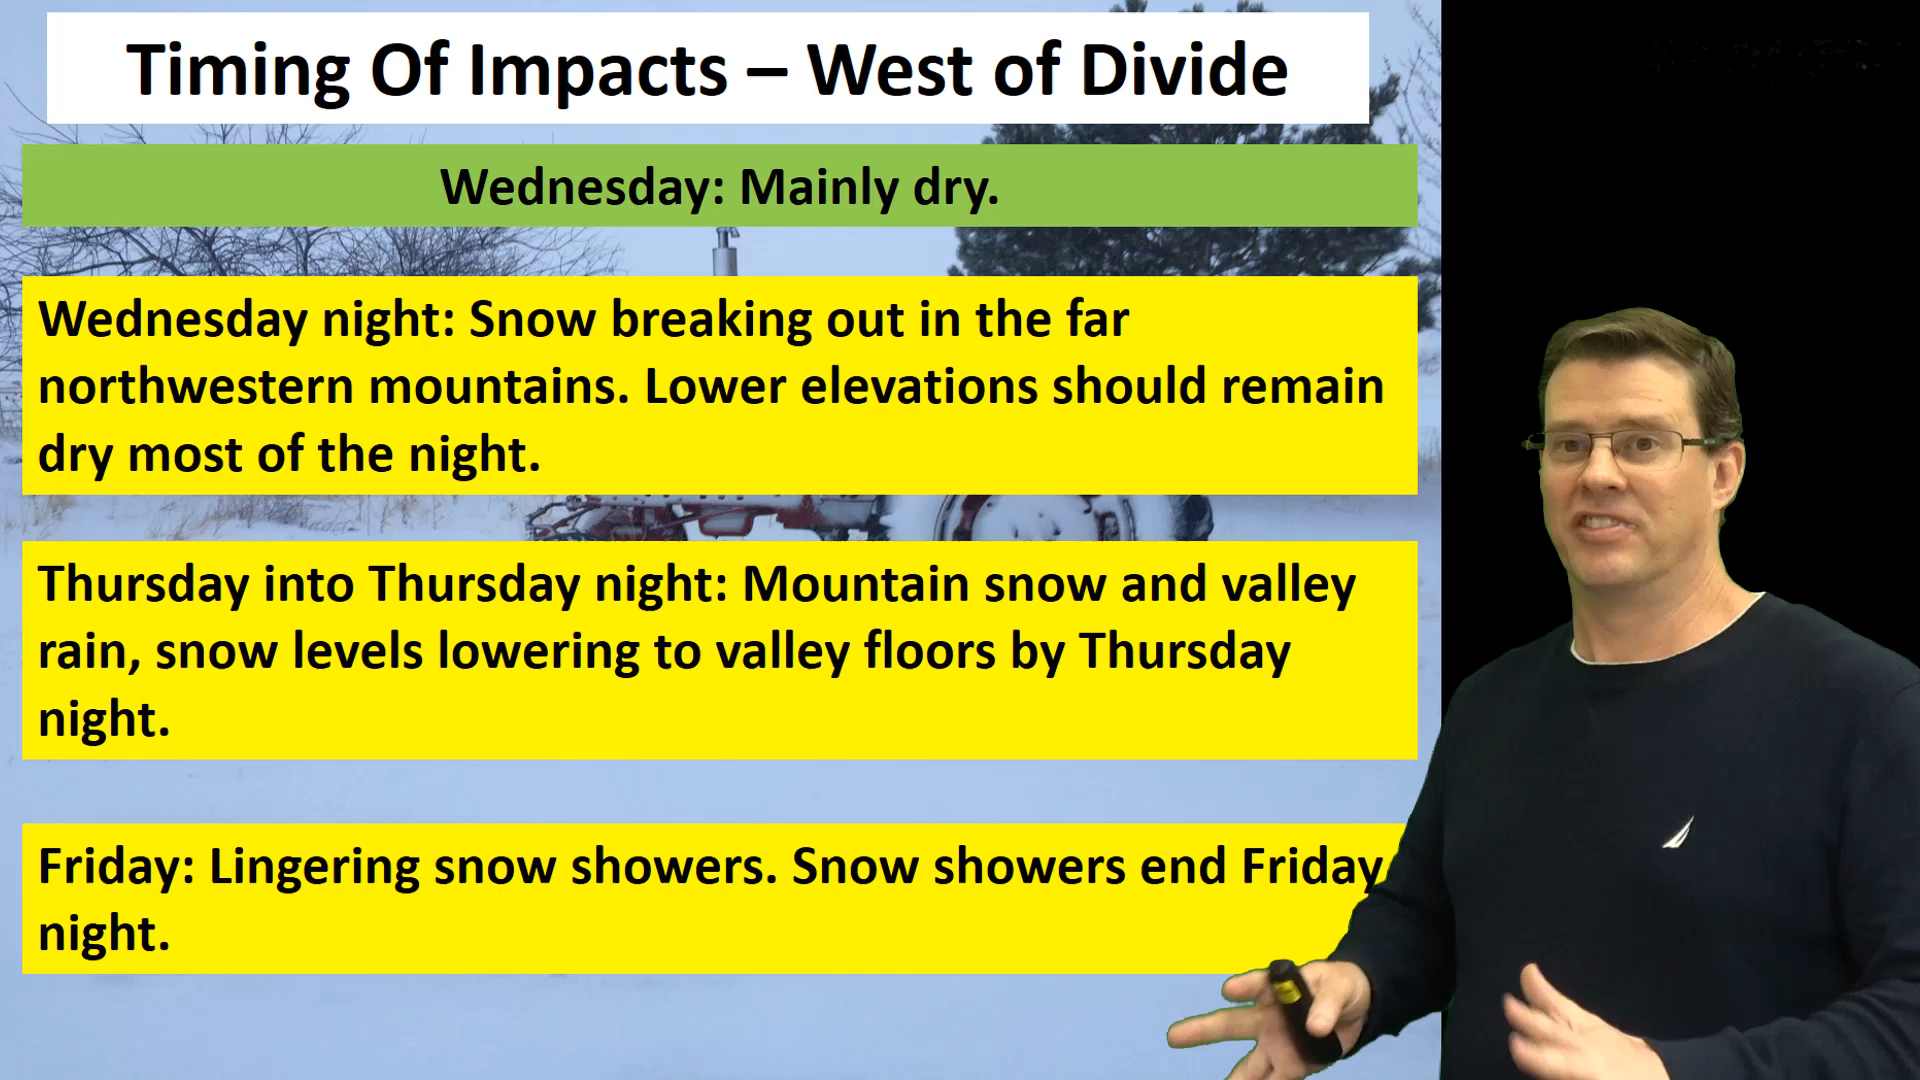 Timing Of Impacts – West of Divide
Wednesday: Mainly dry.
Wednesday night: Snow breaking out in the far
northwestern mountains. Lower elevations should remain
dry most of the night.
Thursday into Thursday night: Mountain snow and valley
rain, snow levels lowering to valley floors by Thursday
night.
Friday: Lingering snow showers. Snow showers end Friday
night.